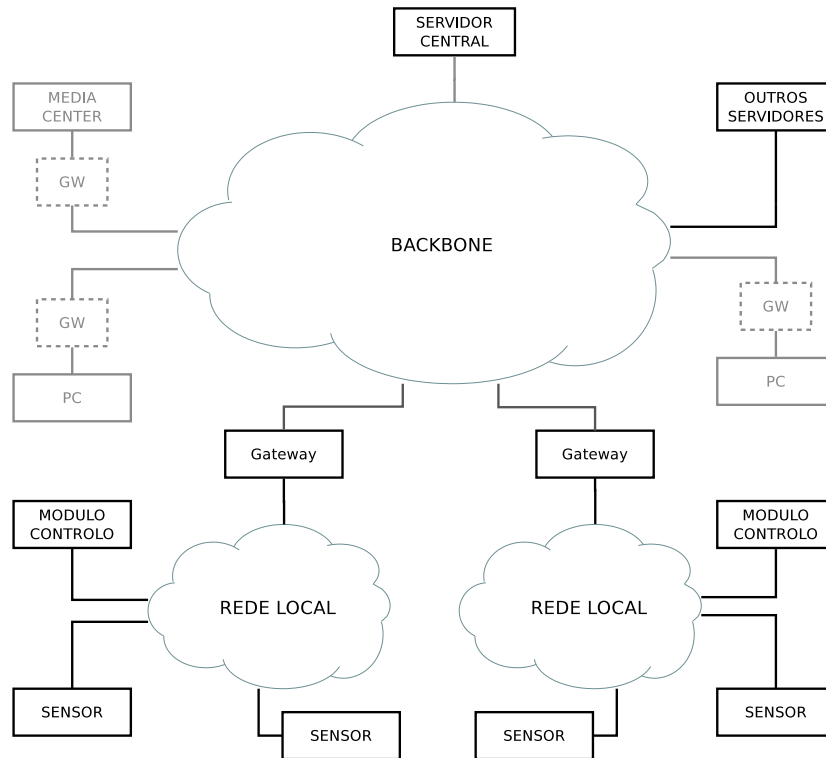 SERVIDOR
CENTRAL
MEDIA
CENTER
OUTROS
SERVIDORES
GW
BACKBONE
GW
GW
PC
PC
Gateway
Gateway
MODULO
CONTROLO
MODULO
CONTROLO
REDE LOCAL
REDE LOCAL
SENSOR
SENSOR
SENSOR
SENSOR